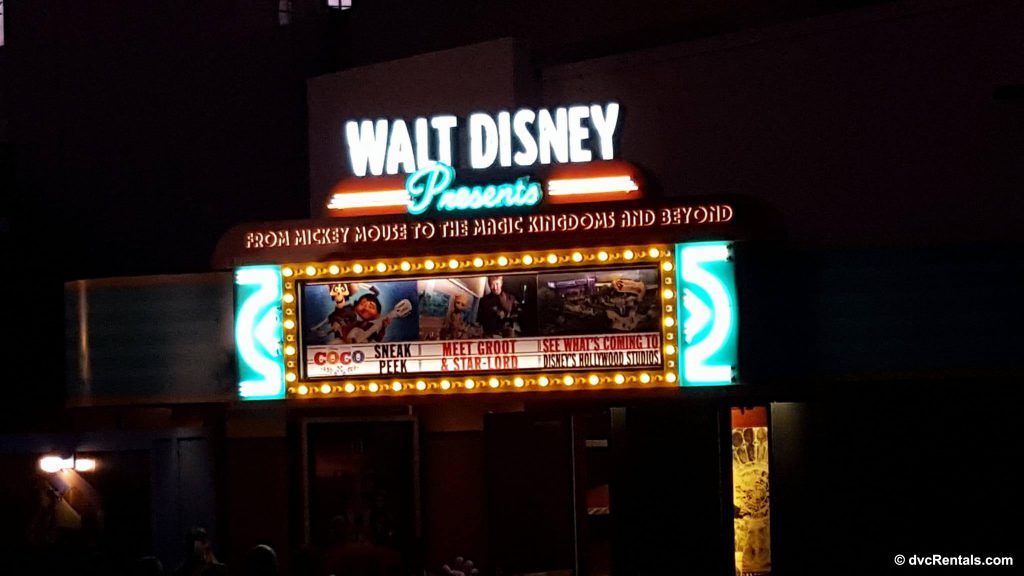 WALT DISNEY
Presents
FROM MICKEY MOUSE TO THE MAGIC KINGDOMS AND BEYOND
COCO SNEAK PEEK
MEET GROOT & STAR-LORD
SEE WHAT'S COMING TO DISNEY'S HOLLYWOOD STUDIOS
© dvcRentals.com